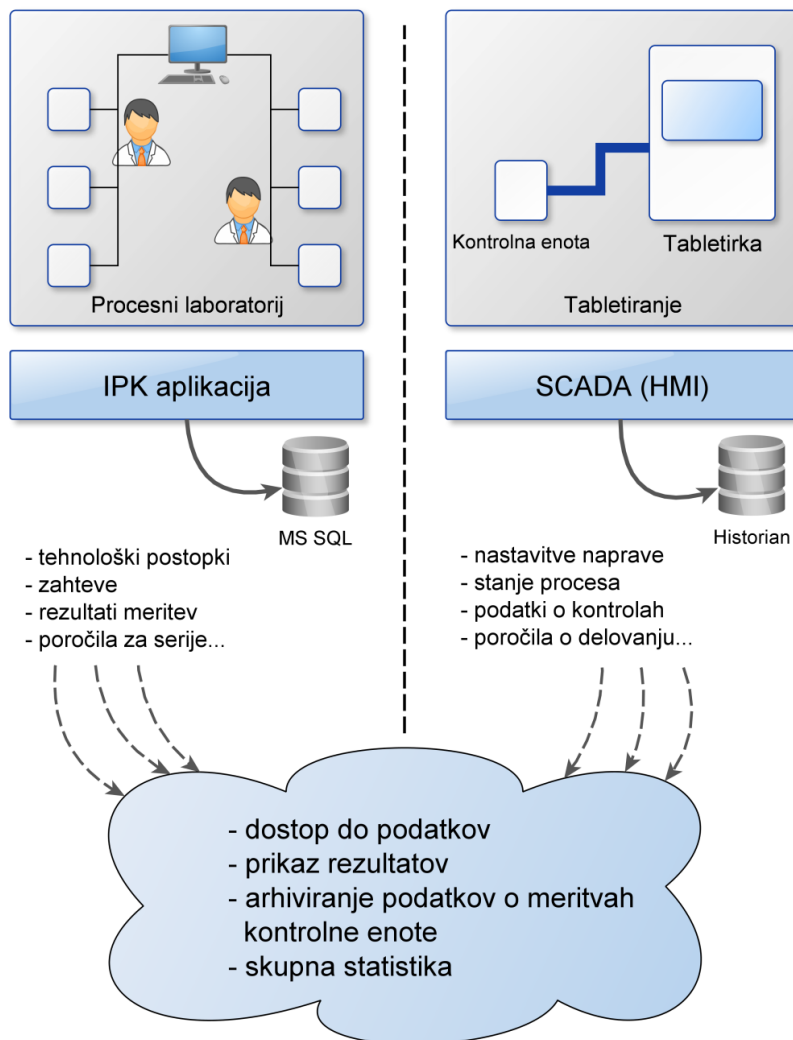 Procesni laboratorij
IPK aplikacija
MS SQL
- tehnološki postopki
- zahteve
- rezultati meritev
- poročila za serije...
Kontrolna enota
Tabletirka
Tabletiranje
SCADA (HMI)
Historian
- nastavitve naprave
- stanje procesa
- podatki o kontrolah
- poročila o delovanju...
- dostop do podatkov
- prikaz rezultatov
- arhiviranje podatkov o meritvah
kontrolne enote
- skupna statistika